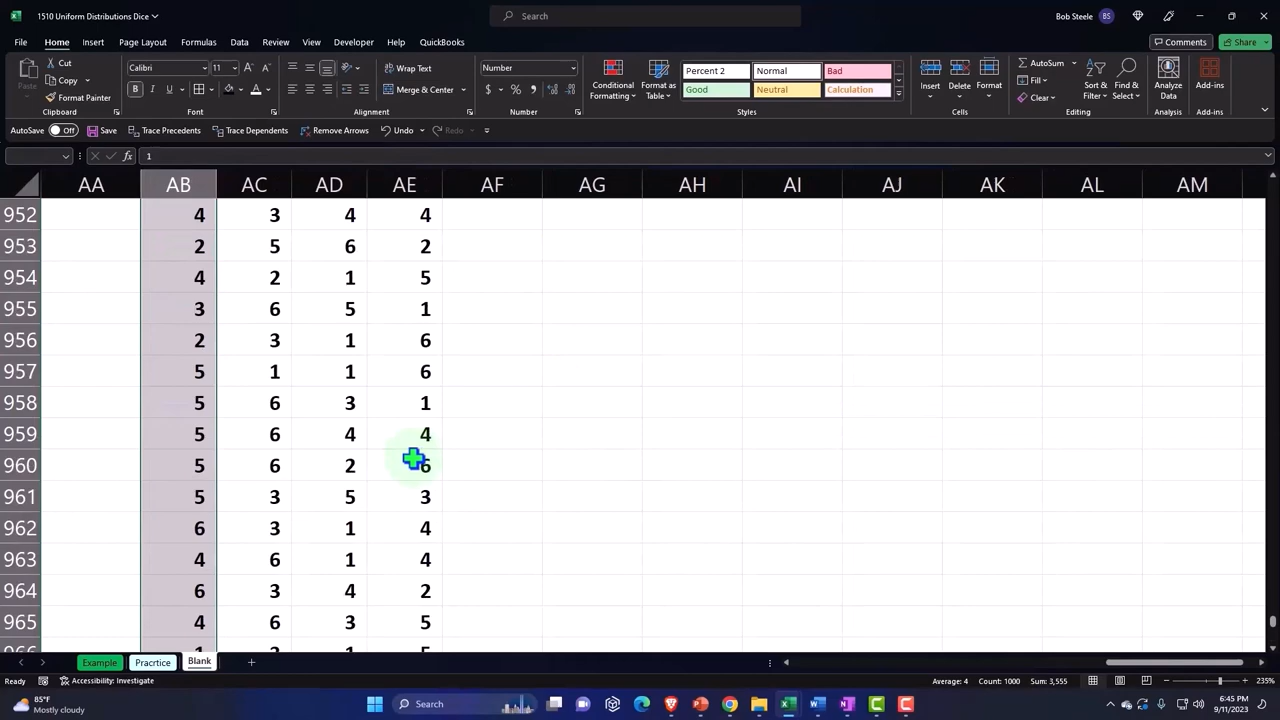 1510 Uniform Distributions Dice
Search
Bob Steele BS
File Home Insert Page Layout Formulas Data Review View Developer Help QuickBooks Comments Share
Paste Cut Copy Format Painter Clipboard
Calibri 11 B I U Font
Wrap Text Merge & Center Alignment
Number $ % Number
Conditional Formatting Format as Table
Percent 2 Normal Bad
Good Neutral Calculation
Styles
Insert Delete Format Cells
AutoSum Fill Clear Sort & Filter Find & Select Editing
Analyze Data Analysis
Add-ins Add-ins
AutoSave Off Save Trace Precedents Trace Dependents Remove Arrows Undo Redo
fx 1
AA AB AC AD AE AF AG AH AI AJ AK AL AM
952 4 3 4 4
953 2 5 6 2
954 4 2 1 5
955 3 6 5 1
956 2 3 1 6
957 5 1 1 6
958 5 6 3 1
959 5 6 4 4
960 5 6 2 6
961 5 3 5 3
962 6 3 1 4
963 4 6 1 4
964 6 3 4 2
965 4 6 3 5
Example Pracrtice Blank
Ready Accessibility: Investigate Average: 4 Count: 1000 Sum: 3,555 235%
85°F
Mostly cloudy
Search
6:45 PM
9/11/2023